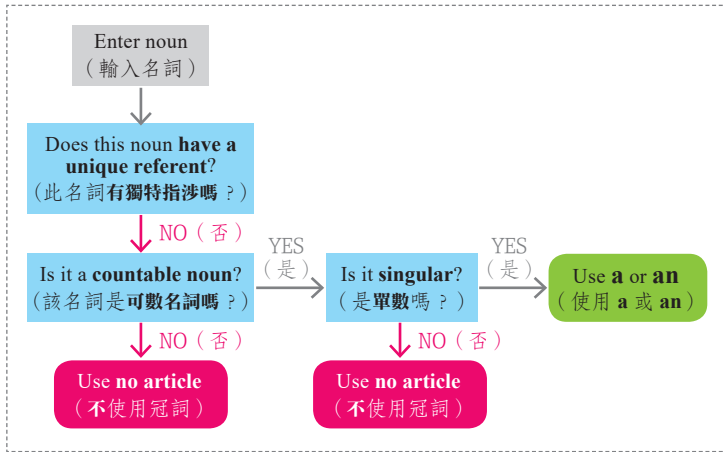 Enter noun
（輸入名詞）
Does this noun have a
unique referent?
（此名詞有獨特指涉嗎？）
NO（否）
Is it a countable noun?
（該名詞是可數名詞嗎？）
YES
（是）
Is it singular?
（是單數嗎？）
YES
（是）
Use a or an
（使用 a 或 an）
NO（否）
Use no article
（不使用冠詞）
NO（否）
Use no article
（不使用冠詞）